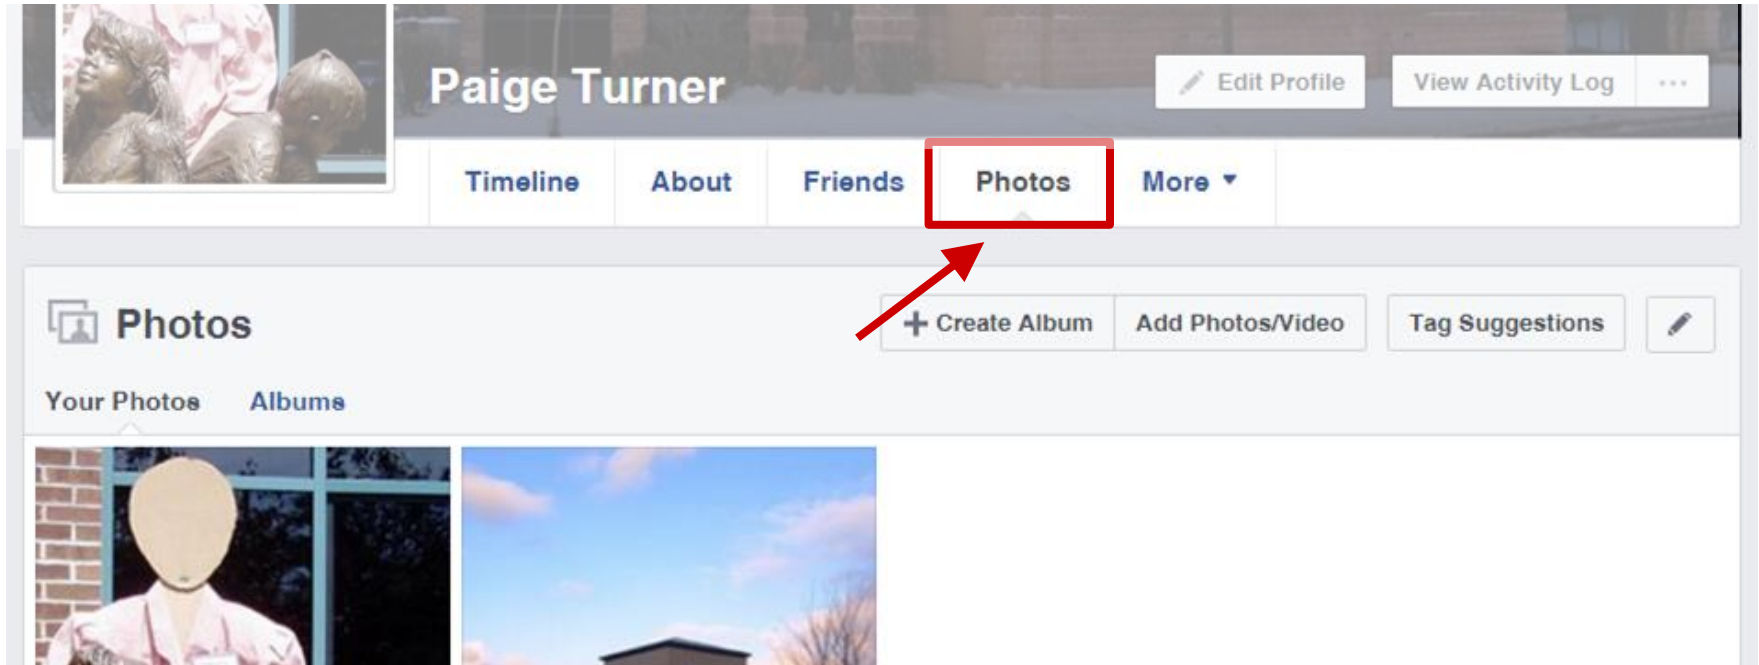 Paige Turner
Edit Profile
View Activity Log
...
Timeline
About
Friends
Photos
More
Photos
+ Create Album
Add Photos/Video
Tag Suggestions
Your Photos
Albums